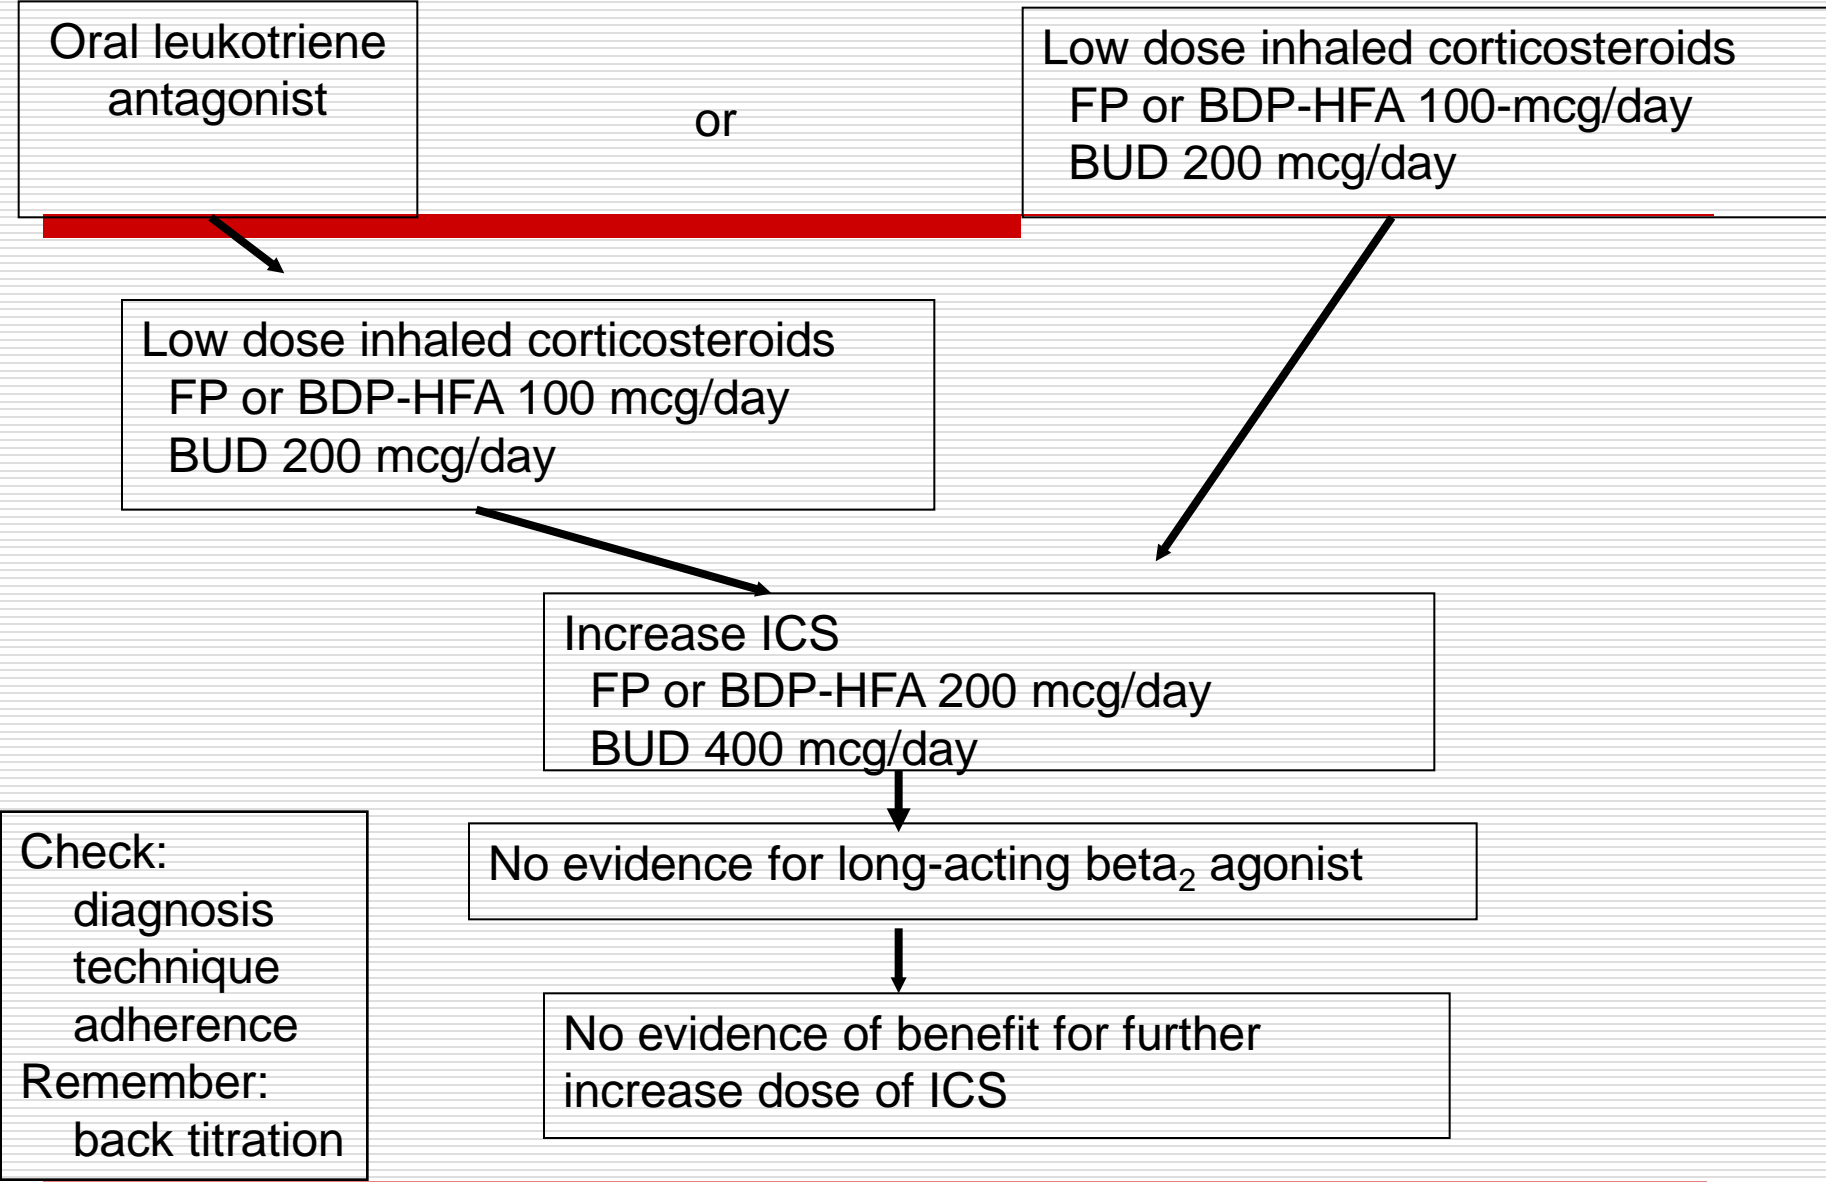 Oral leukotriene
antagonist
or
Low dose inhaled corticosteroids
FP or BDP-HFA 100-mcg/day
BUD 200 mcg/day
Low dose inhaled corticosteroids
FP or BDP-HFA 100 mcg/day
BUD 200 mcg/day
Increase ICS
FP or BDP-HFA 200 mcg/day
BUD 400 mcg/day
No evidence for long-acting beta₂ agonist
No evidence of benefit for further
increase dose of ICS
Check:
diagnosis
technique
adherence
Remember:
back titration